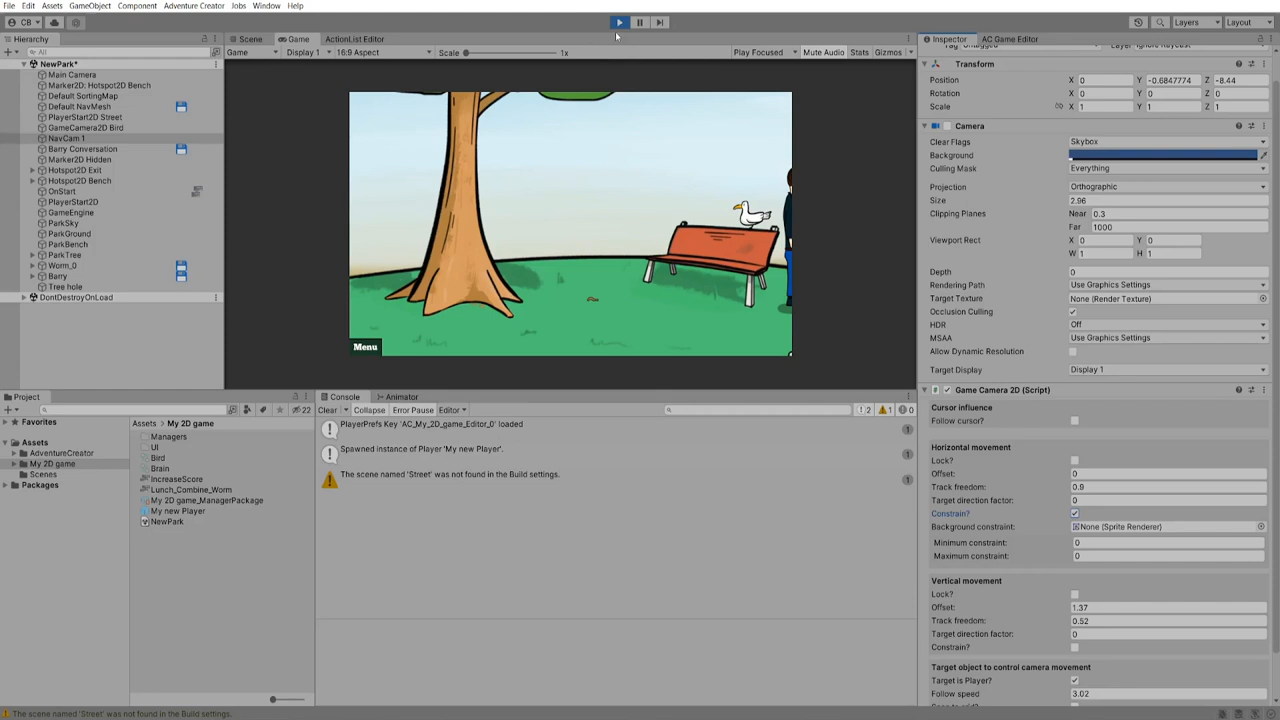 File Edit Assets GameObject Component Adventure Creator Jobs Window Help
CB Layers Layout
Hierarchy Scene Game ActionList Editor Inspector AC Game Editor
All
Game Display 1 16:9 Aspect Scale 1x Play Focused Mute Audio Stats Gizmos
NewPark*
Main Camera
Marker2D: Hotspot2D Bench
Default SortingMap
Default NavMesh
PlayerStart2D Street
GameCamera2D Bird
NavCam 1
Barry Conversation
Marker2D Hidden
Hotspot2D Exit
Hotspot2D Bench
OnStart
PlayerStart2D
GameEngine
ParkSky
ParkGround
ParkBench
ParkTree
Worm_0
Barry
Tree hole
DontDestroyOnLoad
Menu
Transform
Position X 0 Y -0.6847774 Z -8.44
Rotation X 0 Y 0 Z 0
Scale X 1 Y 1 Z 1
Camera
Clear Flags Skybox
Background
Culling Mask Everything
Projection Orthographic
Size 2.96
Clipping Planes Near 0.3
Far 1000
Viewport Rect X 0 Y 0
W 1 H 1
Depth 0
Rendering Path Use Graphics Settings
Target Texture None (Render Texture)
Occlusion Culling
HDR Off
MSAA Use Graphics Settings
Allow Dynamic Resolution
Target Display Display 1
Game Camera 2D (Script)
Cursor influence
Follow cursor?
Horizontal movement
Lock?
Offset: 0
Track freedom: 0.9
Target direction factor: 0
Constrain?
Background constraint: None (Sprite Renderer)
Minimum constraint: 0
Maximum constraint: 0
Vertical movement
Lock?
Offset: 1.37
Track freedom: 0.52
Target direction factor: 0
Constrain?
Target object to control camera movement
Target is Player?
Follow speed 3.02
Project
22
Favorites
Assets
AdventureCreator
My 2D game
Scenes
Packages
Assets > My 2D game
Managers
UI
Bird
Brain
IncreaseScore
Lunch_Combine_Worm
My 2D game_ManagerPackage
My new Player
NewPark
Console Animator
Clear Collapse Error Pause Editor 2 1 0
PlayerPrefs Key 'AC_My_2D_game_Editor_0' loaded 1
Spawned instance of Player 'My new Player'. 1
The scene named 'Street' was not found in the Build settings. 1
The scene named 'Street' was not found in the Build settings.